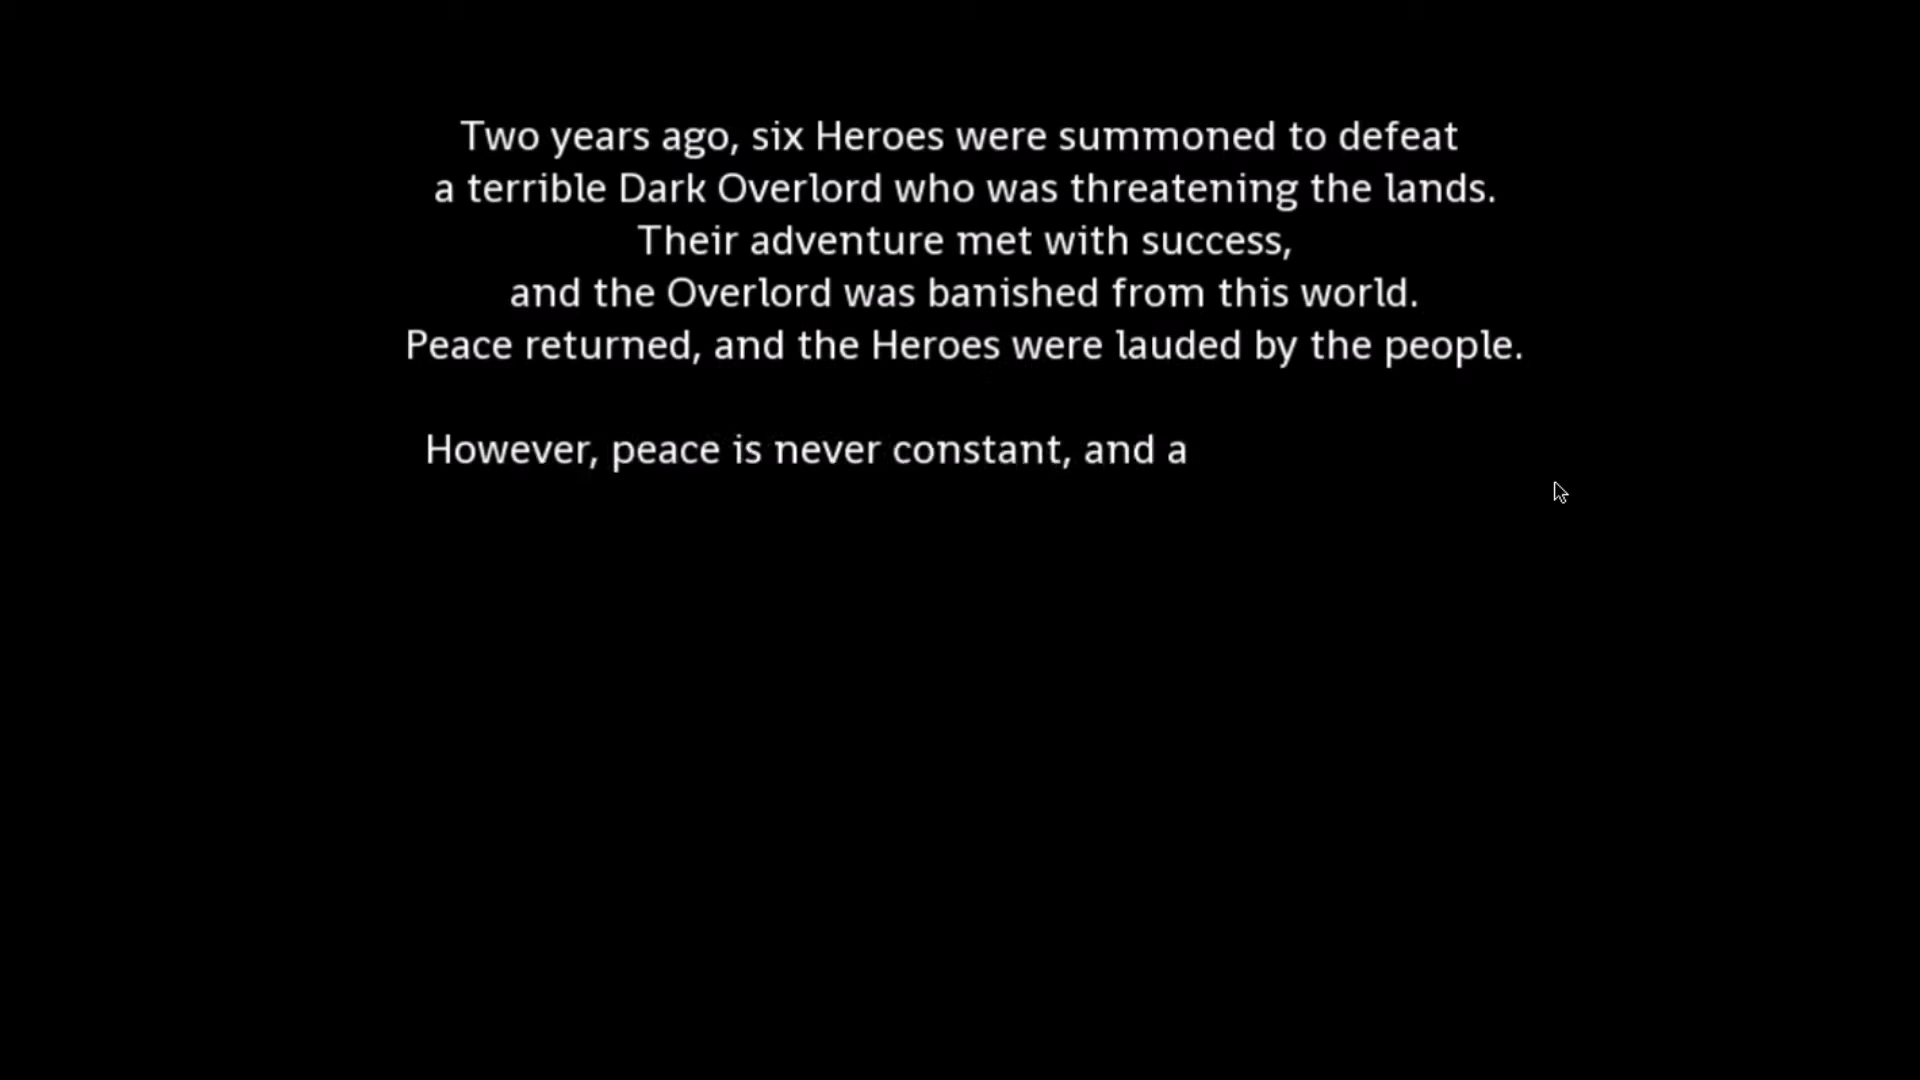 Two years ago, six Heroes were summoned to defeat
a terrible Dark Overlord who was threatening the lands.
Their adventure met with success,
and the Overlord was banished from this world.
Peace returned, and the Heroes were lauded by the people.
However, peace is never constant, and a